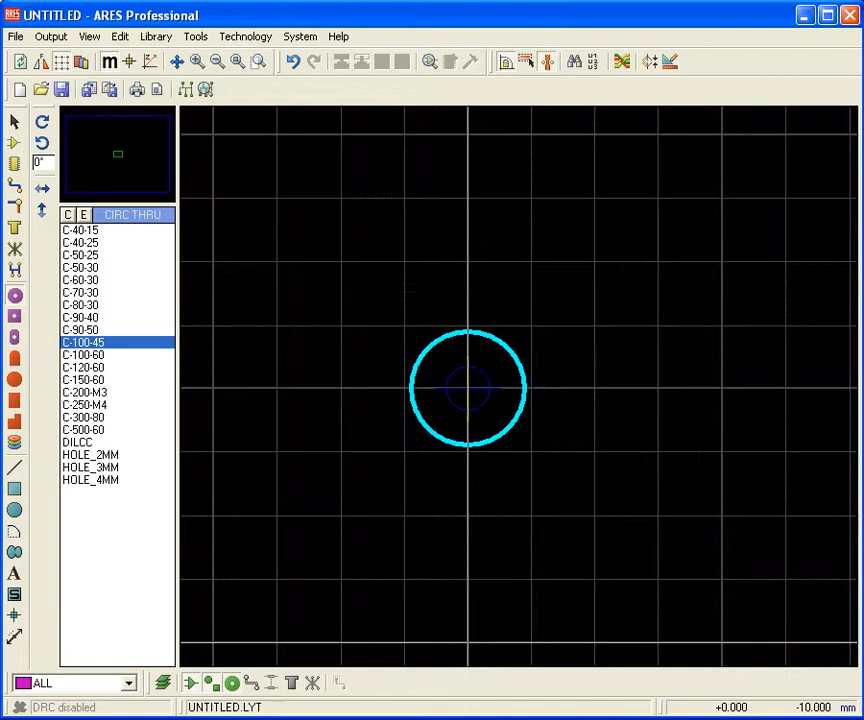 UNTITLED - ARES Professional
File Output View Edit Library Tools Technology System Help
m
0°
C E CIRC THRU
C-40-15
C-40-25
C-50-25
C-50-30
C-60-30
C-70-30
C-80-30
C-90-40
C-90-50
C-100-45
C-100-60
C-120-60
C-150-60
C-200-M3
C-250-M4
C-300-80
C-500-60
DILCC
HOLE_2MM
HOLE_3MM
HOLE_4MM
A
S
ALL
DRC disabled UNTITLED.LYT +0.000 -10.000 mm